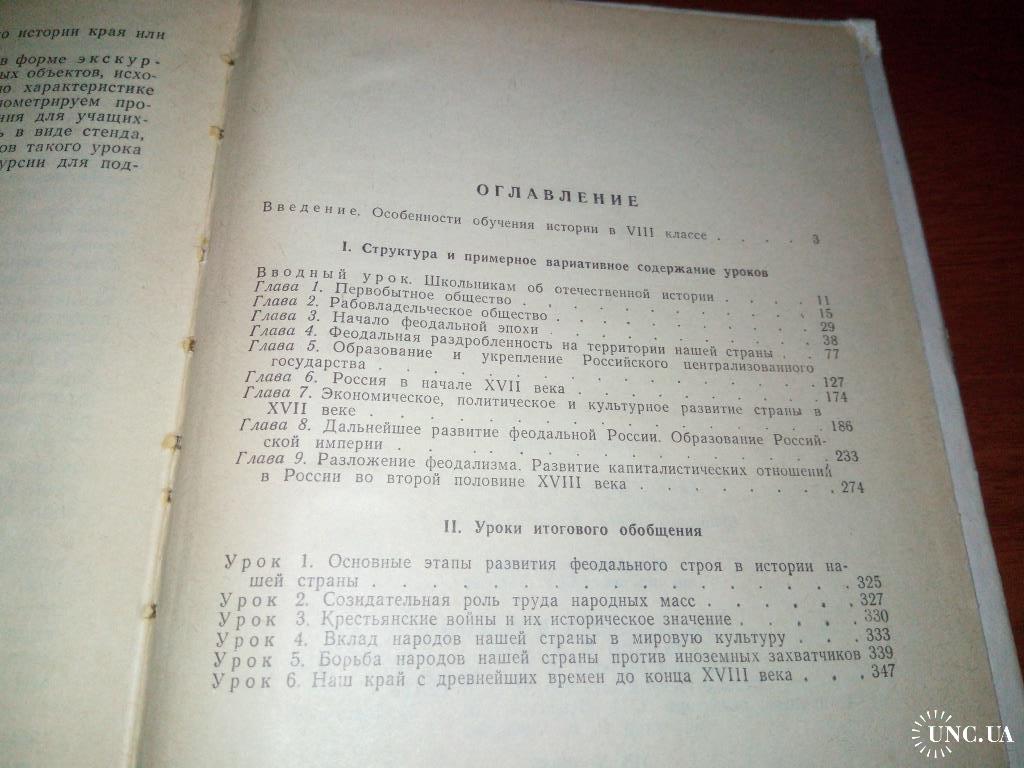 о истории края или
в форме экскур-
ых объектов, исхо-
ю характеристике
нометрируем про-
ния для учащих-
ь в виде стенда,
ов такого урока
урсии для под-
ОГЛАВЛЕНИЕ
Введение. Особенности обучения истории в VIII классе . . . . 3
I. Структура и примерное вариативное содержание уроков
Вводный урок. Школьникам об отечественной истории . . . . 11
Глава 1. Первобытное общество . . . . . . . . . . . 15
Глава 2. Рабовладельческое общество . . . . . . . . . . 29
Глава 3. Начало феодальной эпохи . . . . . . . . . . 38
Глава 4. Феодальная раздробленность на территории нашей страны . . 77
Глава 5. Образование и укрепление Российского централизованного
государства . . . . . . . . . . . . . . . 127
Глава 6. Россия в начале XVII века . . . . . . . . . 174
Глава 7. Экономическое, политическое и культурное развитие страны в
XVII веке . . . . . . . . . . . . . . . 186
Глава 8. Дальнейшее развитие феодальной России. Образование Россий-
ской империи . . . . . . . . . . . . . . 233
Глава 9. Разложение феодализма. Развитие капиталистических отношений
в России во второй половине XVIII века . . . . . . . 274
II. Уроки итогового обобщения
Урок 1. Основные этапы развития феодального строя в истории на-
шей страны . . . . . . . . . . . . . . . 325
Урок 2. Созидательная роль труда народных масс . . . . . 327
Урок 3. Крестьянские войны и их историческое значение . . . . . 330
Урок 4. Вклад народов нашей страны в мировую культуру . . . 333
Урок 5. Борьба народов нашей страны против иноземных захватчиков 339
Урок 6. Наш край с древнейших времен до конца XVIII века . . . 347
UNC.UA